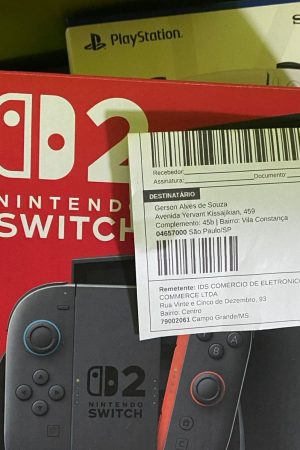 PlayStation
S
2
NINTENDO
SWITCH
Recebedor: Documento:
Assinatura:
DESTINATÁRIO
Gerson Alves de Souza
Avenida Yervant Kissajikian, 459
Complemento: 45b | Bairro: Vila Constança
04657000 São Paulo/SP
Remetente: IDS COMERCIO DE ELETRONICO
COMMERCE LTDA
Rua Vinte e Cinco de Dezembro, 93
Bairro: Centro
79002061 Campo Grande/MS
2
NINTENDO
SWITCH
X
A
B